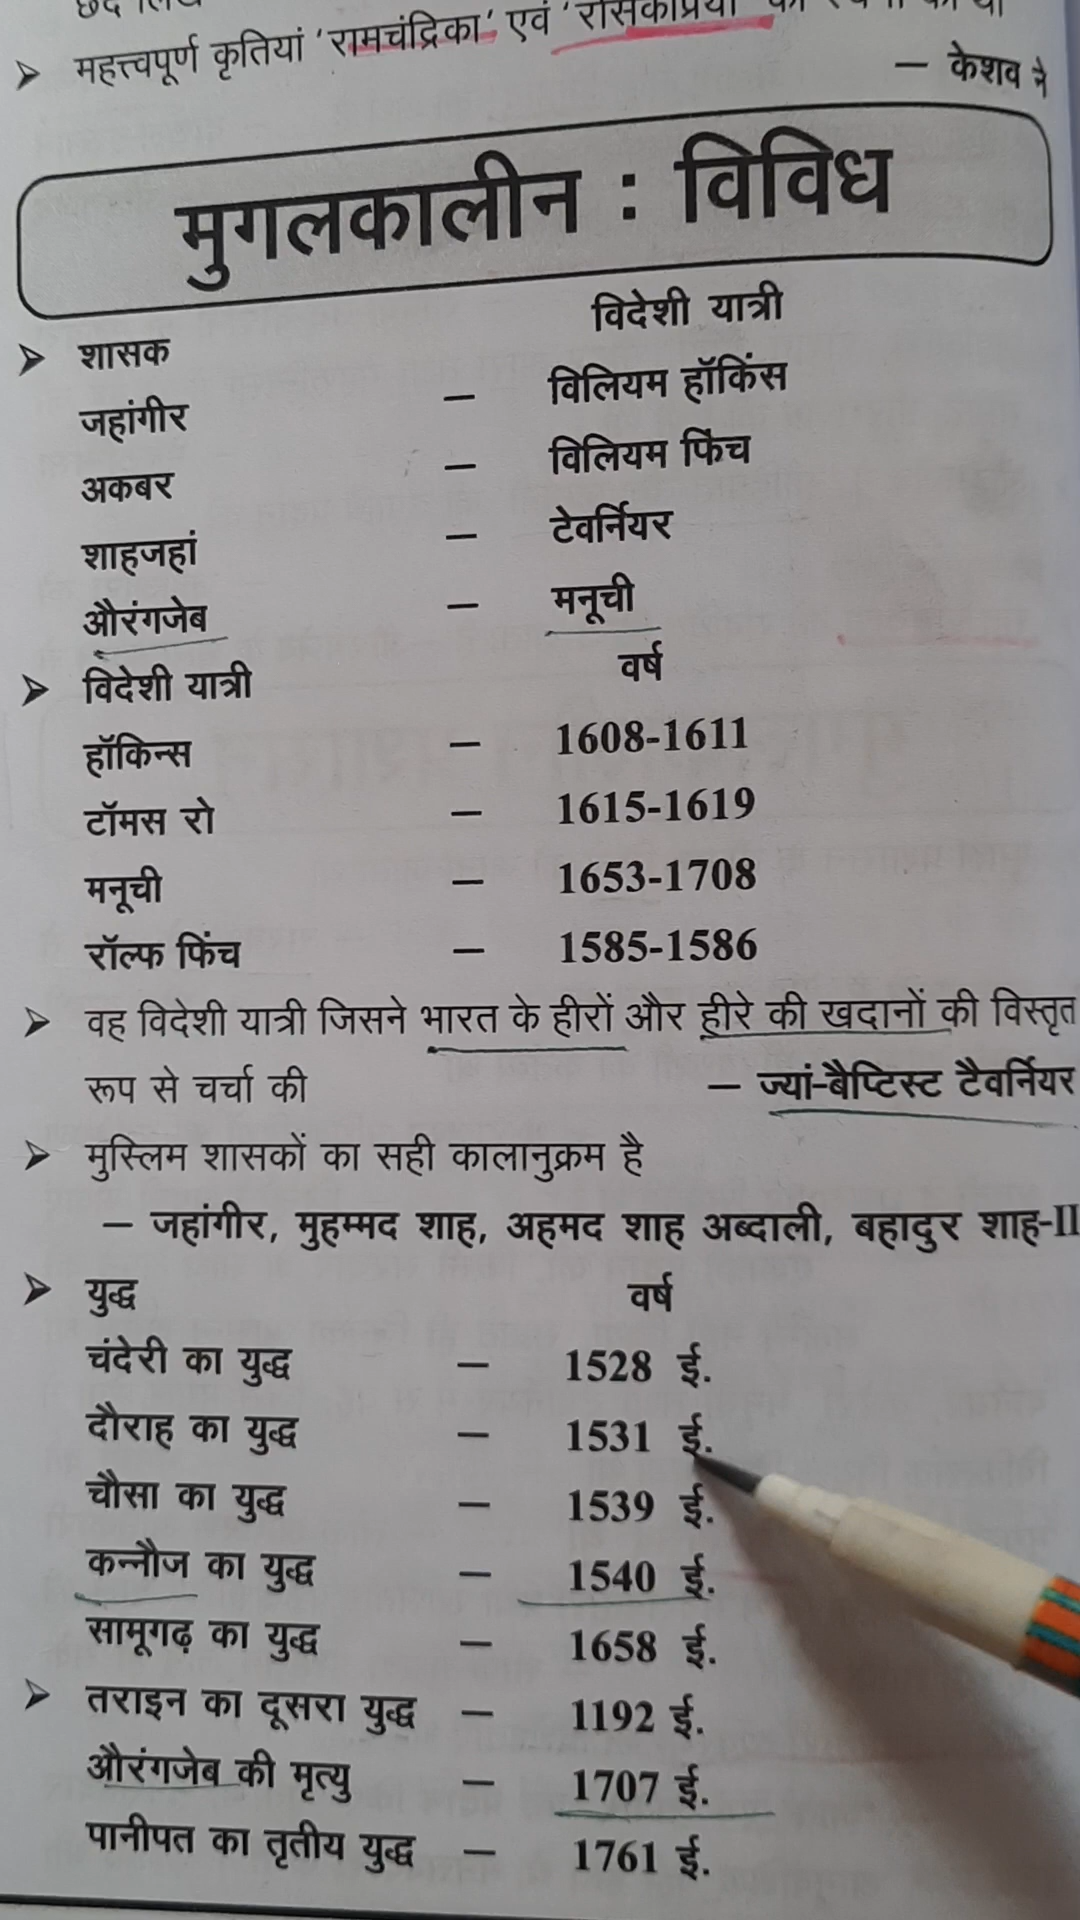 छंद लिख
➤ महत्त्वपूर्ण कृतियां 'रामचंद्रिका' एवं 'रसिकप्रिया'
— केशव ने
मुगलकालीन : विविध
➤ शासक विदेशी यात्री
जहांगीर — विलियम हॉकिंस
अकबर — विलियम फिंच
शाहजहां — टेवर्नियर
औरंगजेब — मनूची
➤ विदेशी यात्री वर्ष
हॉकिन्स — 1608-1611
टॉमस रो — 1615-1619
मनूची — 1653-1708
रॉल्फ फिंच — 1585-1586
➤ वह विदेशी यात्री जिसने भारत के हीरों और हीरे की खदानों की विस्तृत
रूप से चर्चा की — ज्यां-बैप्टिस्ट टैवर्नियर
➤ मुस्लिम शासकों का सही कालानुक्रम है
— जहांगीर, मुहम्मद शाह, अहमद शाह अब्दाली, बहादुर शाह-II
➤ युद्ध वर्ष
चंदेरी का युद्ध — 1528 ई.
दौराह का युद्ध — 1531 ई.
चौसा का युद्ध — 1539 ई.
कन्नौज का युद्ध — 1540 ई.
सामूगढ़ का युद्ध — 1658 ई.
➤ तराइन का दूसरा युद्ध — 1192 ई.
औरंगजेब की मृत्यु — 1707 ई.
पानीपत का तृतीय युद्ध — 1761 ई.